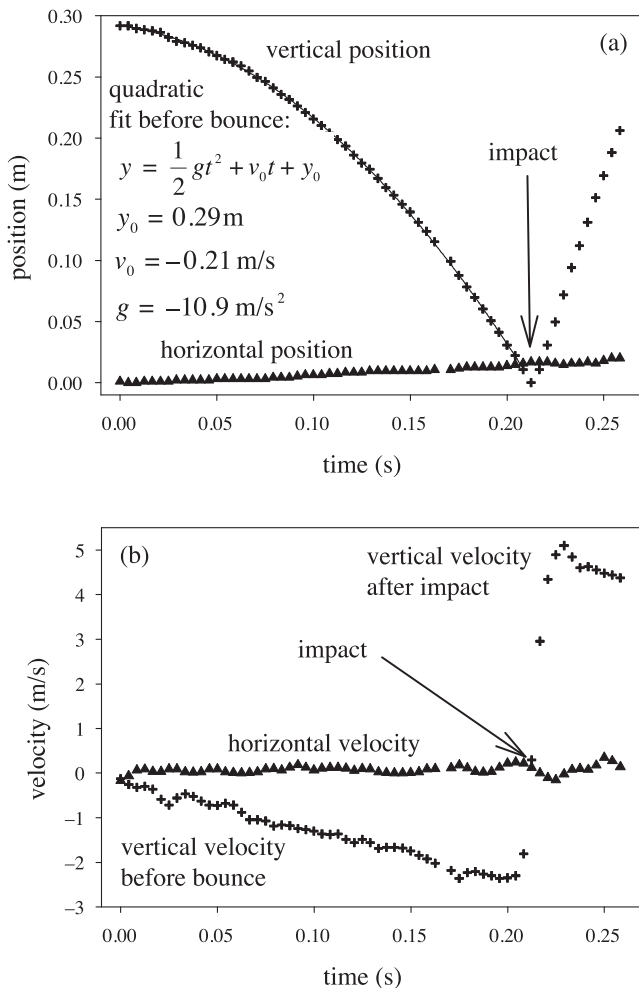 0.30
0.25
0.20
0.15
0.10
0.05
0.00
position (m)
vertical position
(a)
quadratic
fit before bounce:
y = 1/2 gt² + v₀t + y₀
y₀ = 0.29 m
v₀ = −0.21 m/s
g = −10.9 m/s²
impact
horizontal position
0.00 0.05 0.10 0.15 0.20 0.25
time (s)
(b)
5
4
3
2
1
0
−1
−2
−3
velocity (m/s)
vertical velocity
after impact
impact
horizontal velocity
vertical velocity
before bounce
0.00 0.05 0.10 0.15 0.20 0.25
time (s)